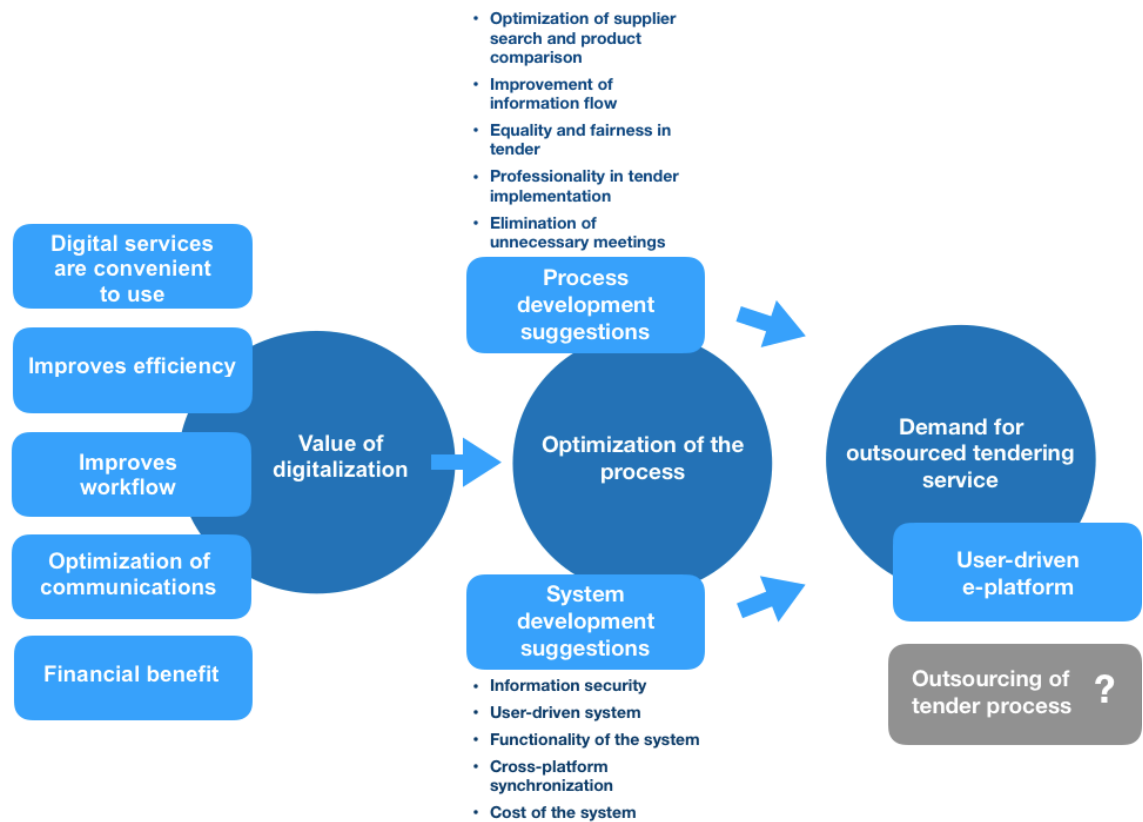 • Optimization of supplier
search and product
comparison
• Improvement of
information flow
• Equality and fairness in
tender
• Professionality in tender
implementation
• Elimination of
unnecessary meetings
Digital services
are convenient
to use
Improves efficiency
Improves
workflow
Optimization of
communications
Financial benefit
Value of
digitalization
Process
development
suggestions
Optimization of the
process
System
development
suggestions
• Information security
• User-driven system
• Functionality of the system
• Cross-platform
synchronization
• Cost of the system
Demand for
outsourced tendering
service
User-driven
e-platform
Outsourcing of
tender process
?